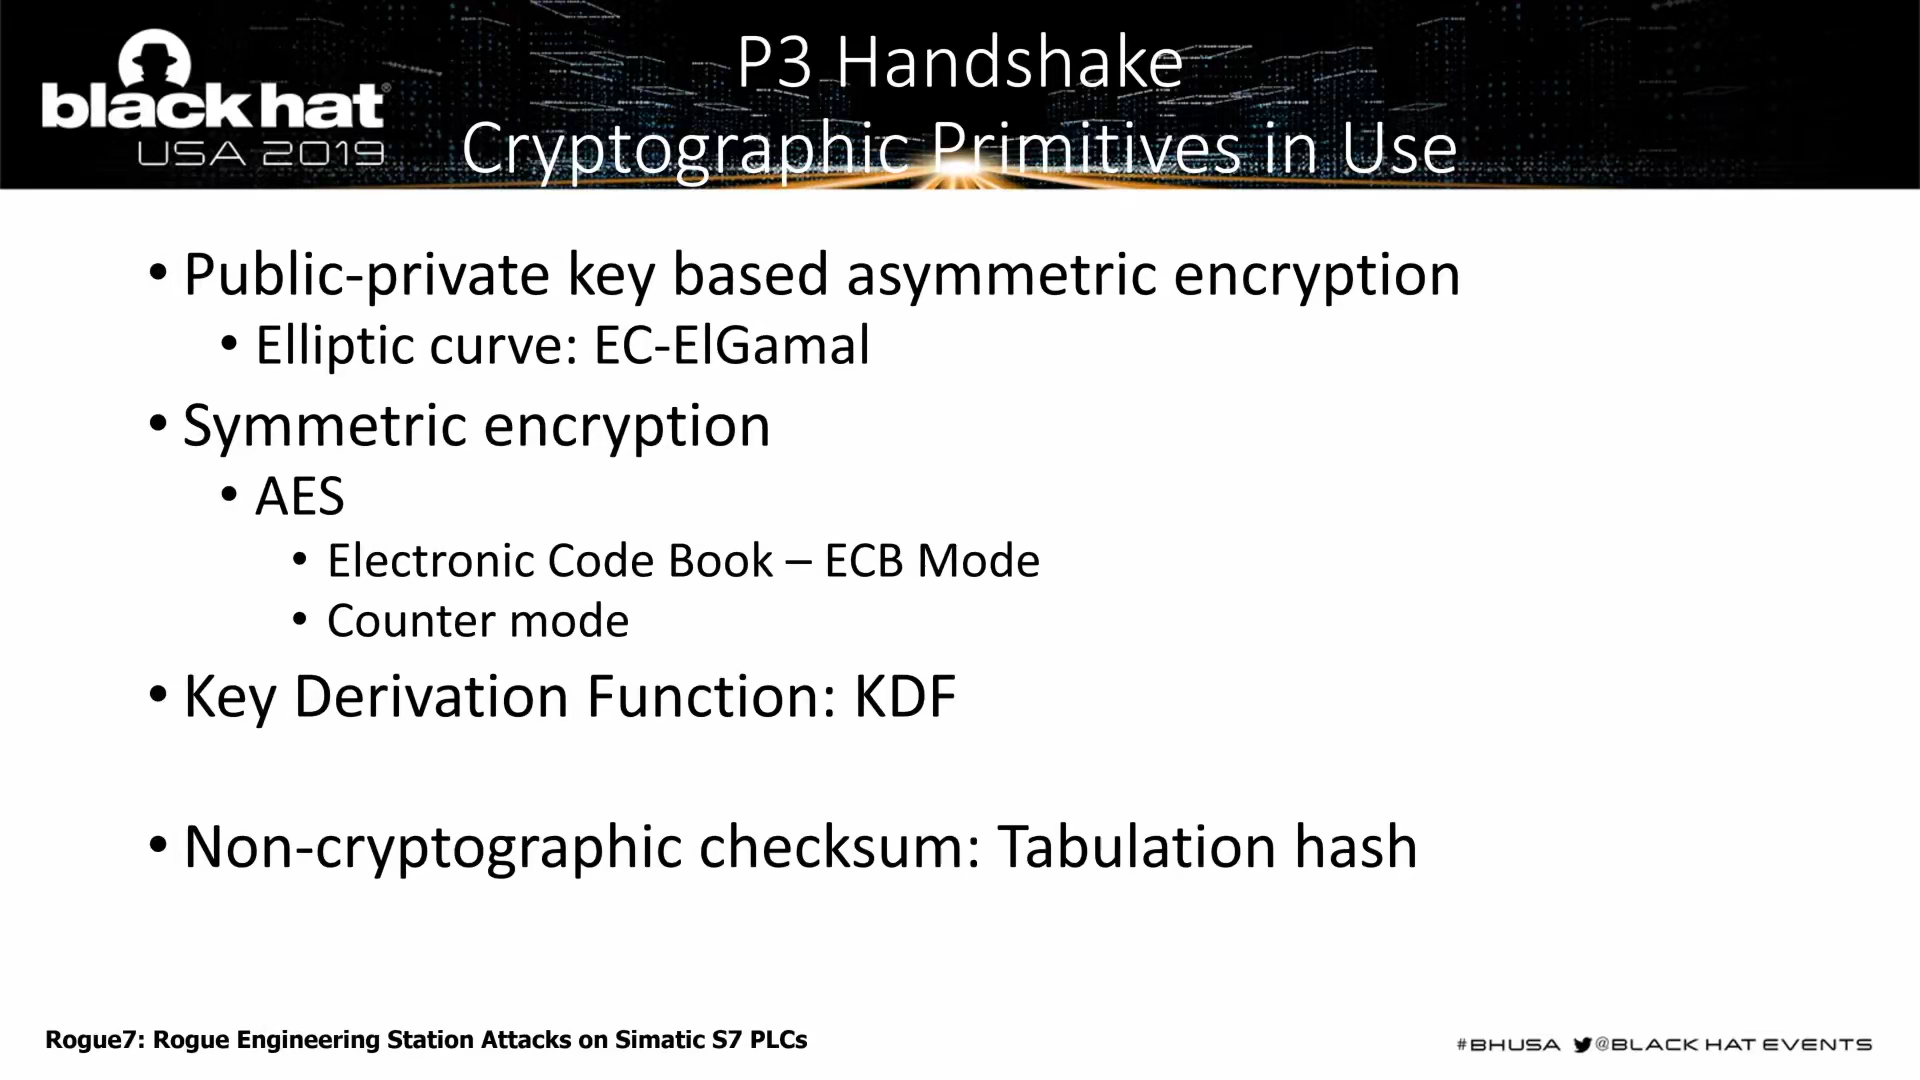 P3 Handshake
Cryptographic Primitives in Use
blackhat®
USA 2019
• Public-private key based asymmetric encryption
• Elliptic curve: EC-ElGamal
• Symmetric encryption
• AES
• Electronic Code Book – ECB Mode
• Counter mode
• Key Derivation Function: KDF
• Non-cryptographic checksum: Tabulation hash
Rogue7: Rogue Engineering Station Attacks on Simatic S7 PLCs
#BHUSA @BLACK HAT EVENTS